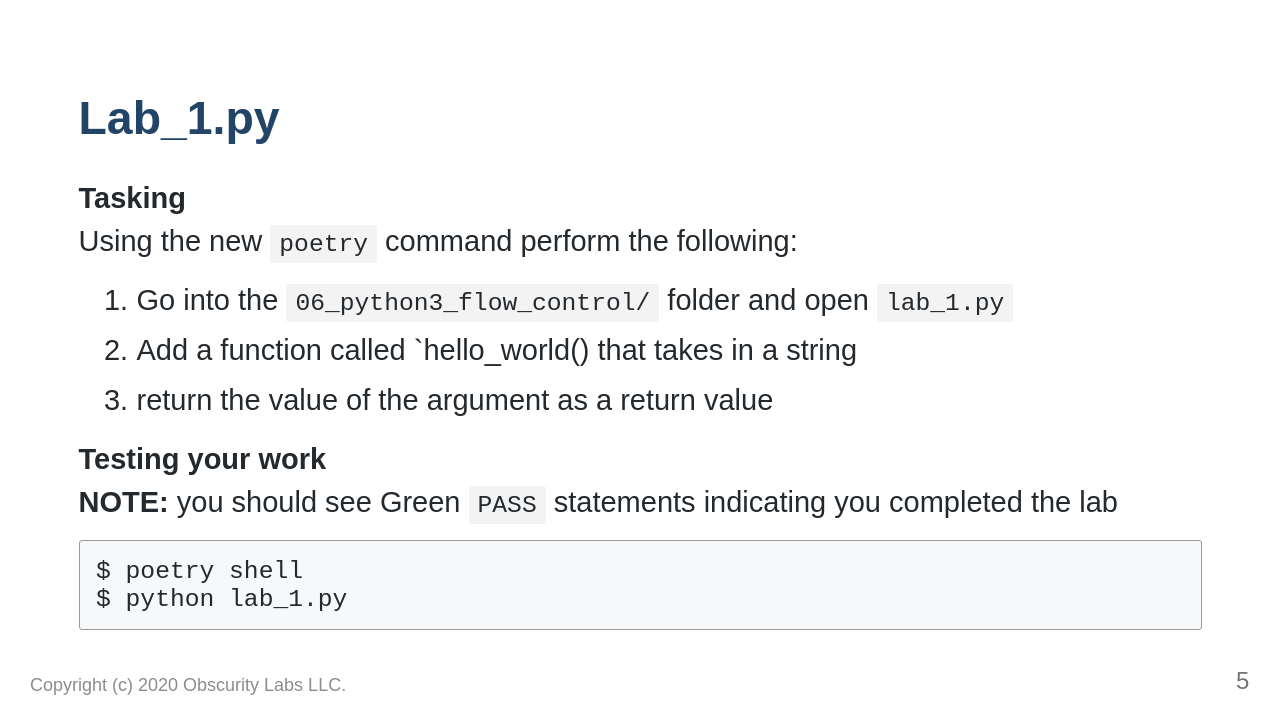 Lab_1.py
Tasking
Using the new poetry command perform the following:
1. Go into the 06_python3_flow_control/ folder and open lab_1.py
2. Add a function called `hello_world() that takes in a string
3. return the value of the argument as a return value
Testing your work
NOTE: you should see Green PASS statements indicating you completed the lab
$ poetry shell
$ python lab_1.py
Copyright (c) 2020 Obscurity Labs LLC.
5